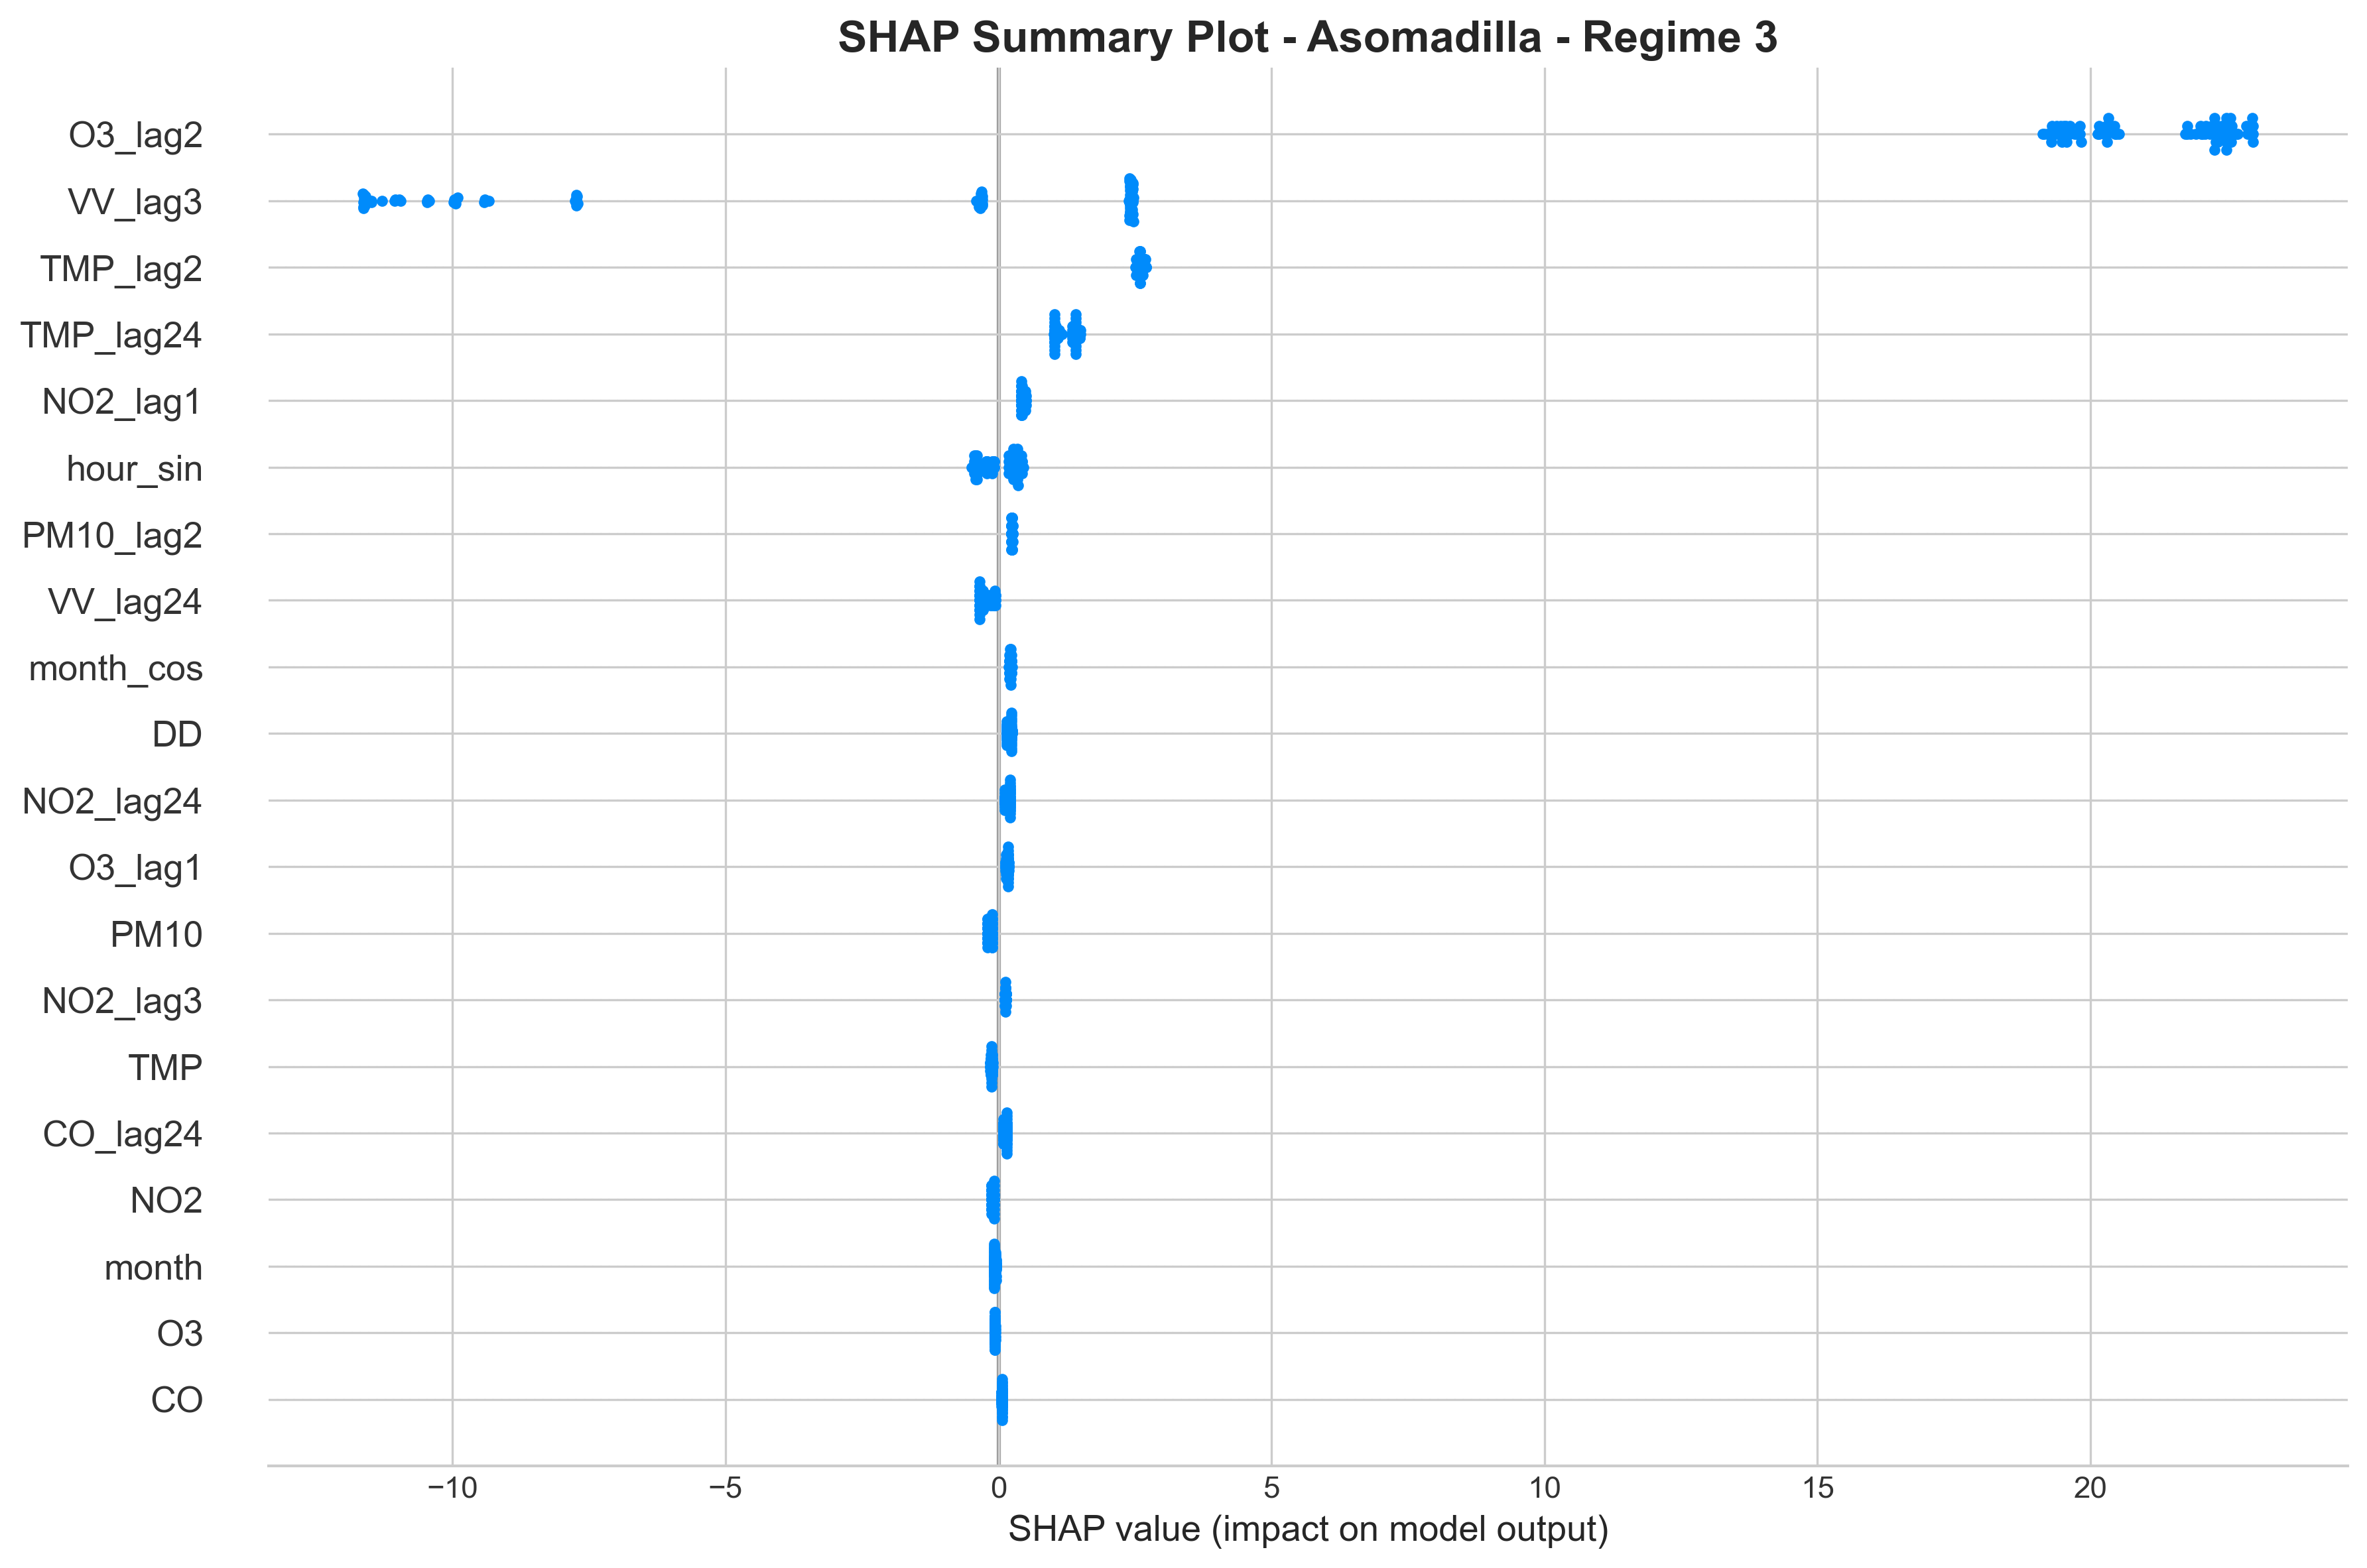 SHAP Summary Plot - Asomadilla - Regime 3
O3_lag2
VV_lag3
TMP_lag2
TMP_lag24
NO2_lag1
hour_sin
PM10_lag2
VV_lag24
month_cos
DD
NO2_lag24
O3_lag1
PM10
NO2_lag3
TMP
CO_lag24
NO2
month
O3
CO
−10 −5 0 5 10 15 20
SHAP value (impact on model output)